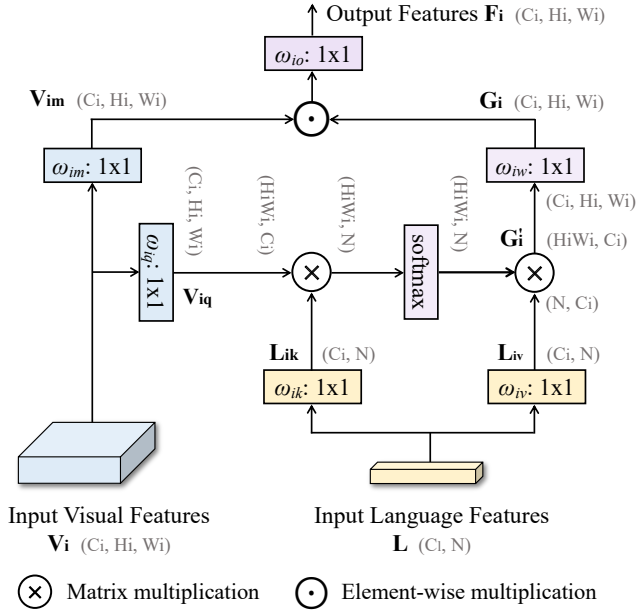 Output Features Fi (Ci, Hi, Wi)
ωio: 1x1
Vim (Ci, Hi, Wi)
Gi (Ci, Hi, Wi)
ωim: 1x1
ωiw: 1x1
(Ci, Hi, Wi)
(HiWi, Ci)
(HiWi, N)
(HiWi, N)
(Ci, Hi, Wi)
G'i (HiWi, Ci)
ωiq: 1x1
softmax
Viq
(N, Ci)
Lik (Ci, N)
Liv (Ci, N)
ωik: 1x1
ωiv: 1x1
Input Visual Features
Vi (Ci, Hi, Wi)
Input Language Features
L (Cl, N)
Matrix multiplication
Element-wise multiplication